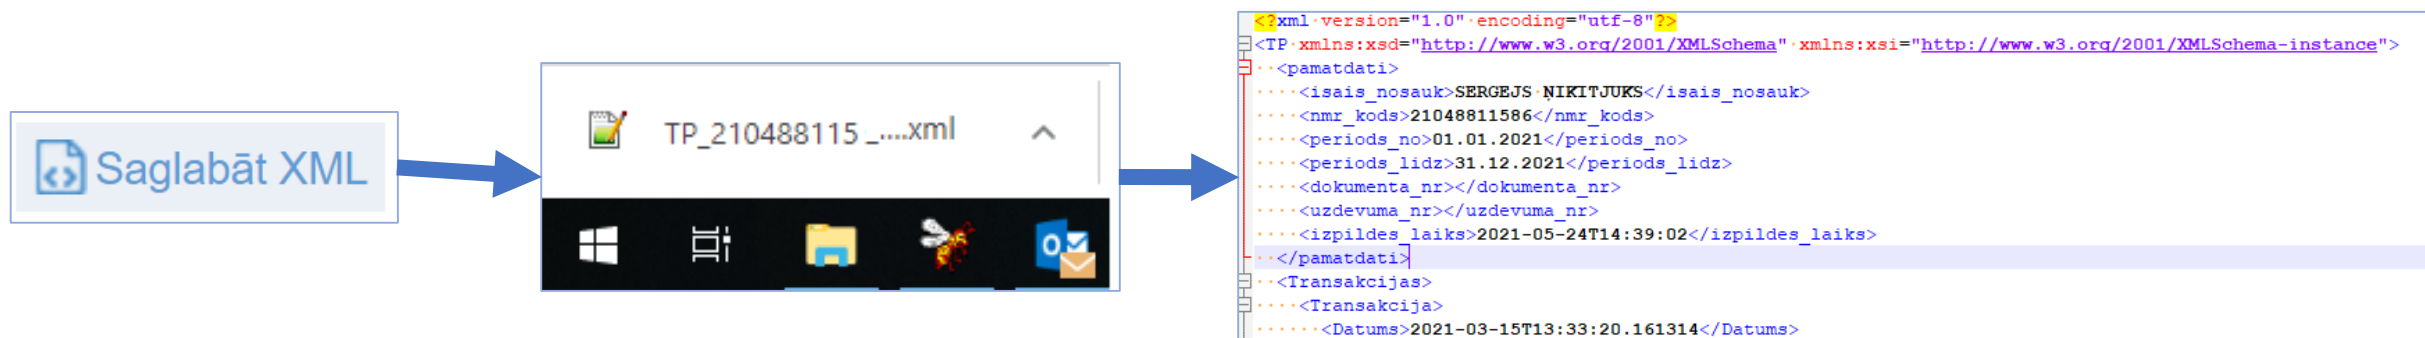 Saglabāt XML
TP_210488115 _....xml
<?xml version="1.0" encoding="utf-8"?>
<TP xmlns:xsd="http://www.w3.org/2001/XMLSchema" xmlns:xsi="http://www.w3.org/2001/XMLSchema-instance">
<pamatdati>
<isais_nosauk>SERGEJS ŅIKITJUKS</isais_nosauk>
<nmr_kods>21048811586</nmr_kods>
<periods_no>01.01.2021</periods_no>
<periods_lidz>31.12.2021</periods_lidz>
<dokumenta_nr></dokumenta_nr>
<uzdevuma_nr></uzdevuma_nr>
<izpildes_laiks>2021-05-24T14:39:02</izpildes_laiks>
</pamatdati>
<Transakcijas>
<Transakcija>
<Datums>2021-03-15T13:33:20.161314</Datums>